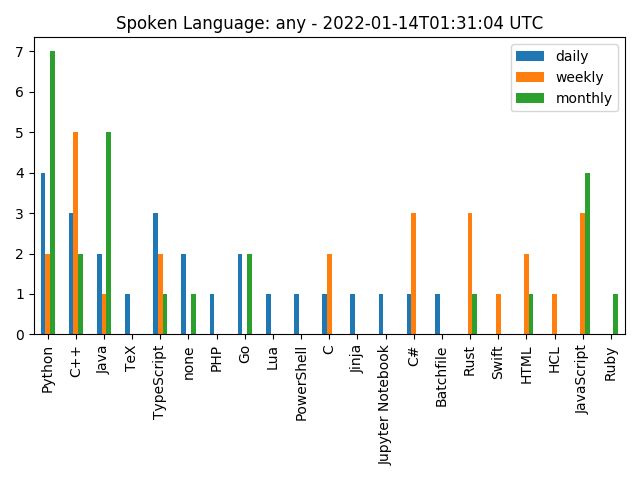 Spoken Language: any - 2022-01-14T01:31:04 UTC
daily
weekly
monthly
7
6
5
4
3
2
1
0
Python
C++
Java
TeX
TypeScript
none
PHP
Go
Lua
PowerShell
C
Jinja
Jupyter Notebook
C#
Batchfile
Rust
Swift
HTML
HCL
JavaScript
Ruby